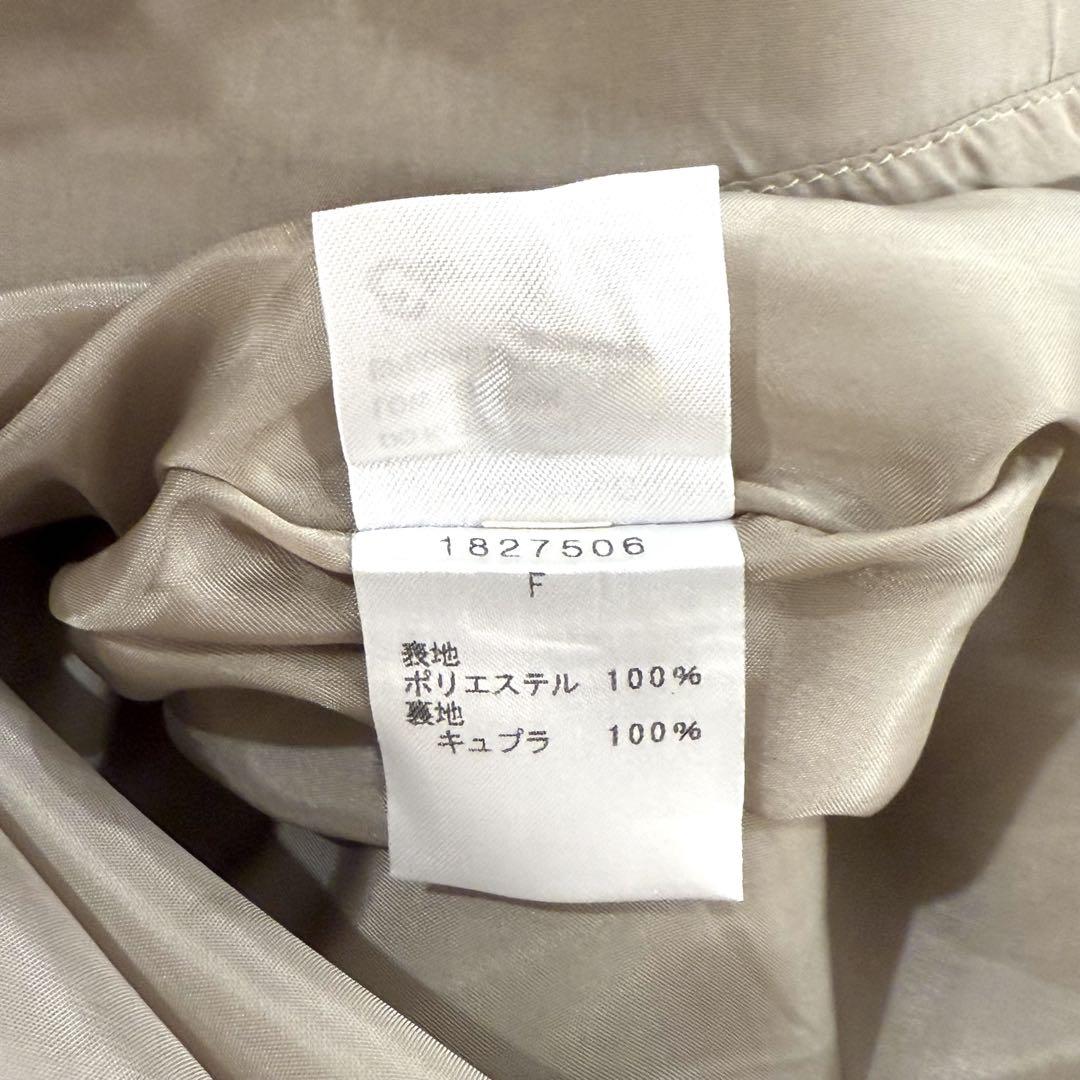 1827506
F
表地
ポリエステル 100%
裏地
キュプラ 100%